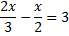 2x/3 − x/2 = 3